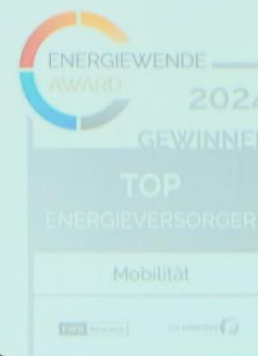 ENERGIEWENDE
AWARD
2024
GEWINNER
TOP
ENERGIEVERSORGER
Mobilität